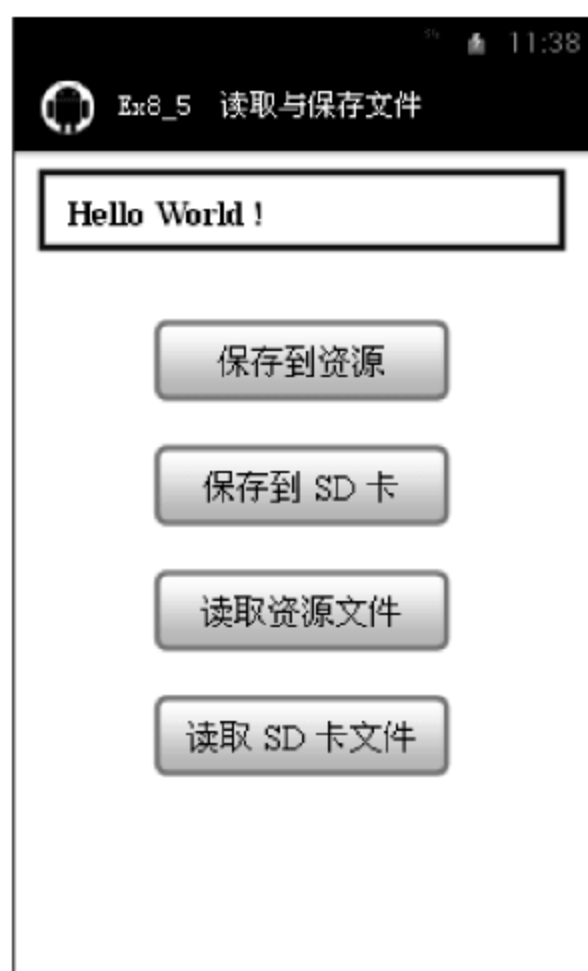 11:38
Ex8_5 读取与保存文件
Hello World !
保存到资源
保存到 SD 卡
读取资源文件
读取 SD 卡文件